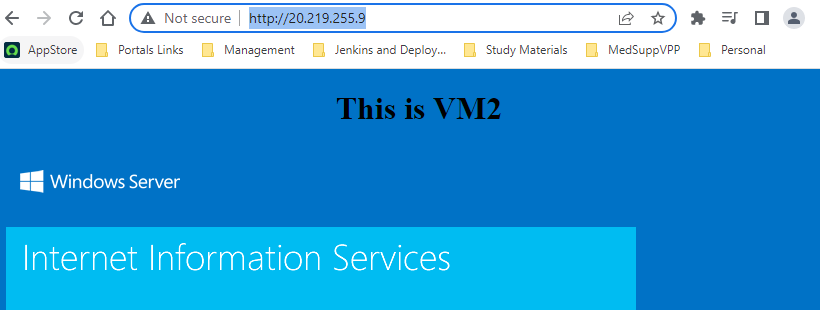 Not secure | http://20.219.255.9
AppStore Portals Links Management Jenkins and Deploy... Study Materials MedSuppVPP Personal
This is VM2
Windows Server
Internet Information Services